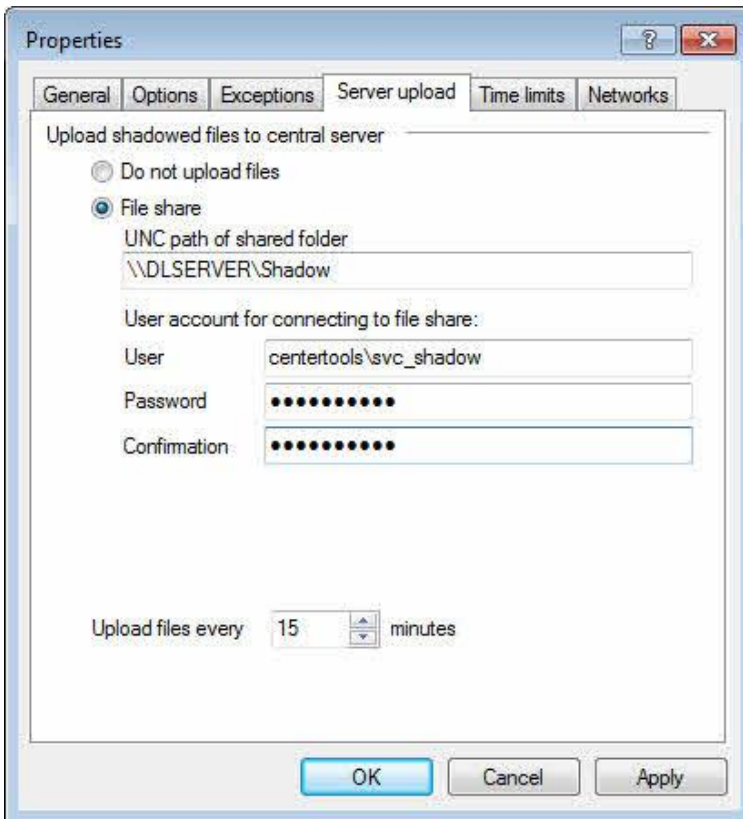 Properties
General Options Exceptions Server upload Time limits Networks
Upload shadowed files to central server
Do not upload files
File share
UNC path of shared folder
\\DLSERVER\Shadow
User account for connecting to file share:
User centertools\svc_shadow
Password ●●●●●●●●●●
Confirmation ●●●●●●●●●●
Upload files every 15 minutes
OK Cancel Apply